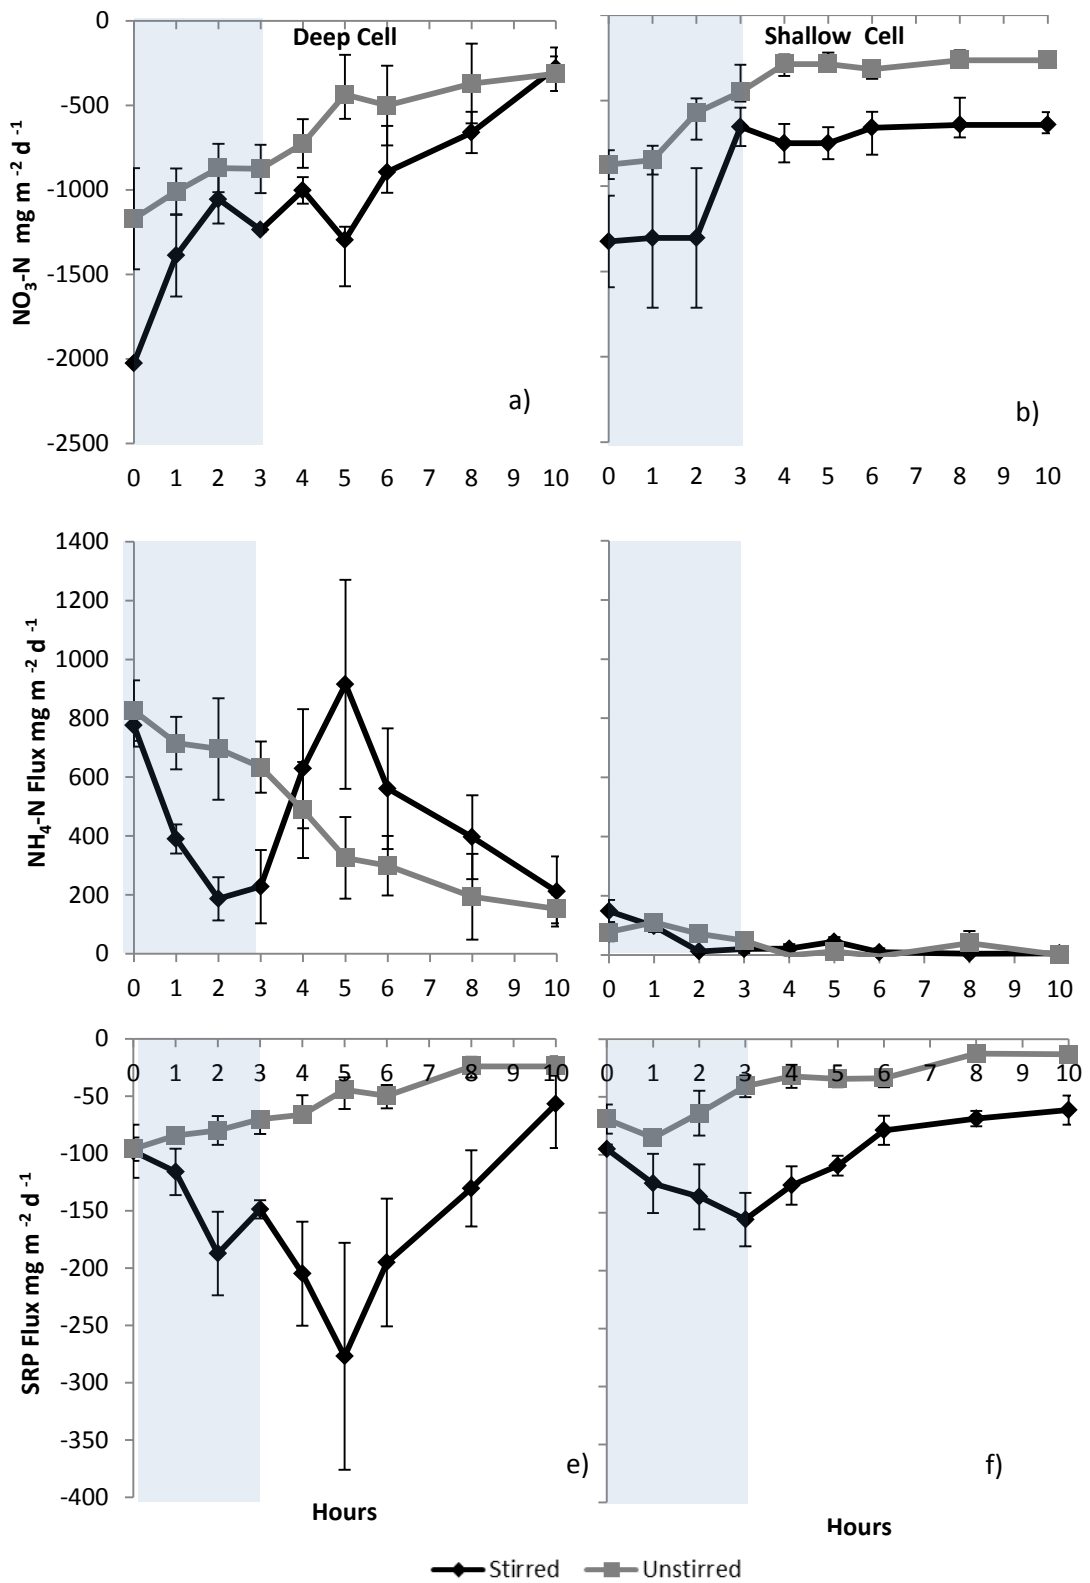 Deep Cell
Shallow Cell
0
-500
-1000
-1500
-2000
-2500
NO3-N mg m -2 d -1
a)
b)
0 1 2 3 4 5 6 7 8 9 10
0 1 2 3 4 5 6 7 8 9 10
1400
1200
1000
800
600
400
200
0
NH4-N Flux mg m -2 d -1
0 1 2 3 4 5 6 7 8 9 10
0 1 2 3 4 5 6 7 8 9 10
0
-50
-100
-150
-200
-250
-300
-350
-400
SRP Flux mg m -2 d -1
0 1 2 3 4 5 6 7 8 9 10
0 1 2 3 4 5 6 7 8 9 10
e)
f)
Hours
Hours
Stirred Unstirred